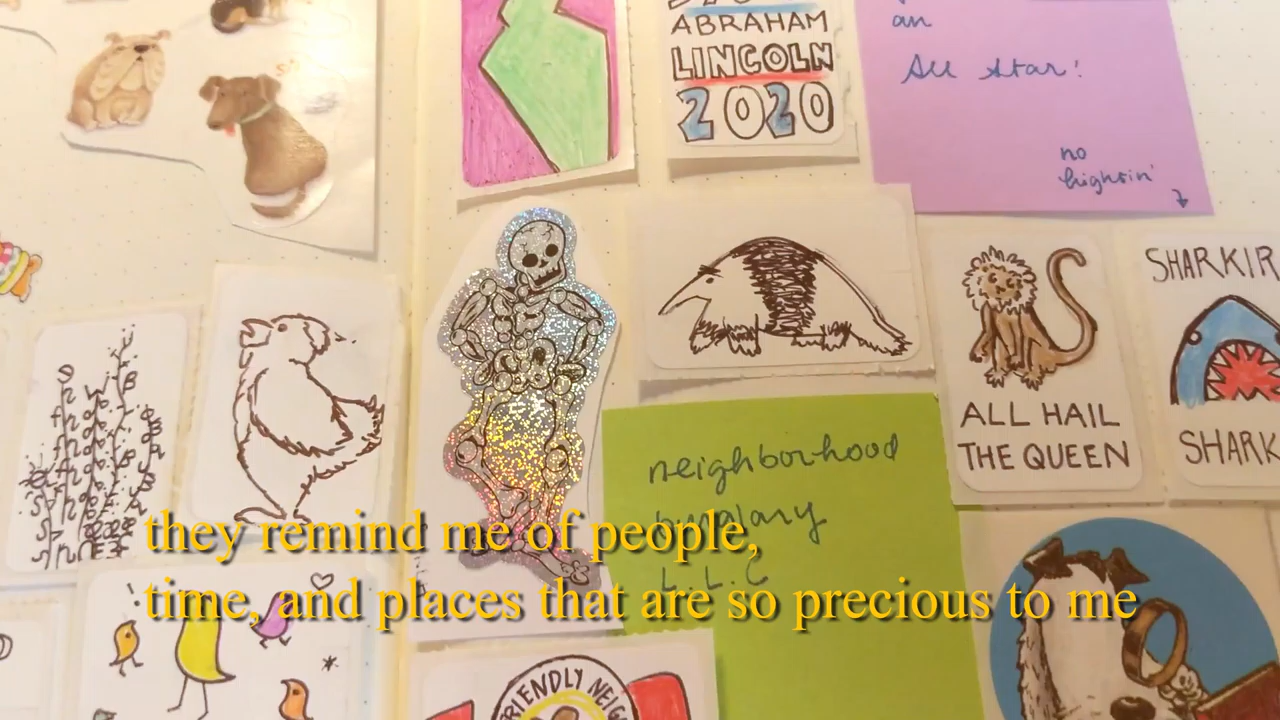 ABRAHAM
LINCOLN
2020
an
All Star!
no
highsin'
ALL HAIL
THE QUEEN
SHARKIR
SHARK
neighborhood
burglary
L.L.C
they remind me of people,
time, and places that are so precious to me
FRIENDLY NEIG